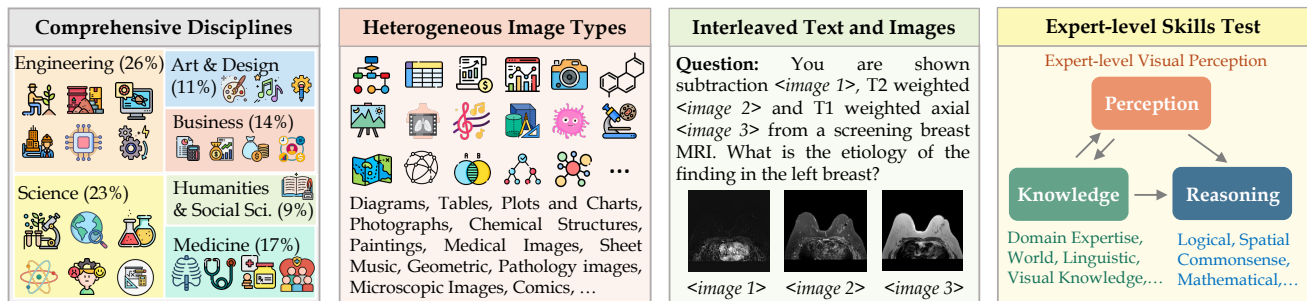 Comprehensive Disciplines
Engineering (26%)
Art & Design
(11%)
Business (14%)
Science (23%)
Humanities
& Social Sci. (9%)
Medicine (17%)
Heterogeneous Image Types
A B
...
Diagrams, Tables, Plots and Charts,
Photographs, Chemical Structures,
Paintings, Medical Images, Sheet
Music, Geometric, Pathology images,
Microscopic Images, Comics, …
Interleaved Text and Images
Question: You are shown
subtraction <image 1>, T2 weighted
<image 2> and T1 weighted axial
<image 3> from a screening breast
MRI. What is the etiology of the
finding in the left breast?
<image 1> <image 2> <image 3>
Expert-level Skills Test
Expert-level Visual Perception
Perception
Knowledge
Reasoning
Domain Expertise,
World, Linguistic,
Visual Knowledge,…
Logical, Spatial
Commonsense,
Mathematical,…